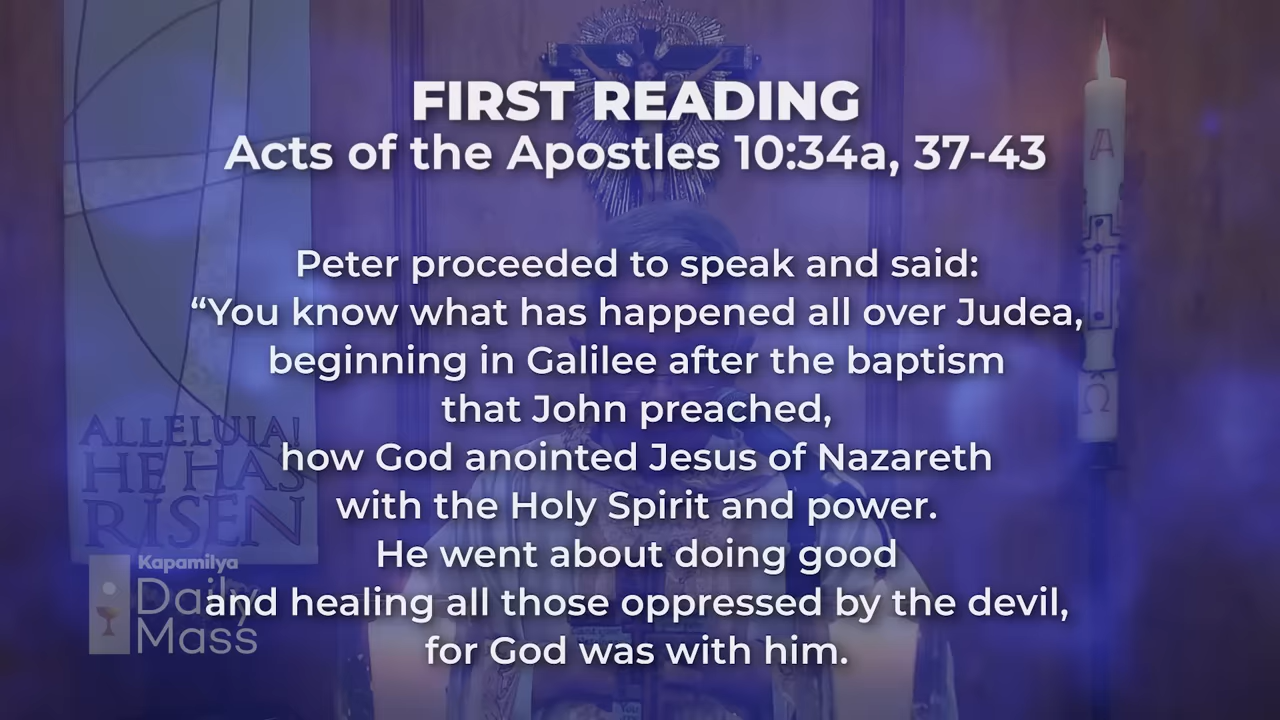 FIRST READING
Acts of the Apostles 10:34a, 37-43
Peter proceeded to speak and said:
“You know what has happened all over Judea,
beginning in Galilee after the baptism
that John preached,
how God anointed Jesus of Nazareth
with the Holy Spirit and power.
He went about doing good
and healing all those oppressed by the devil,
for God was with him.
ALLELUIA!
HE HAS
RISEN
Kapamilya
Daily
Mass
Α
Ω